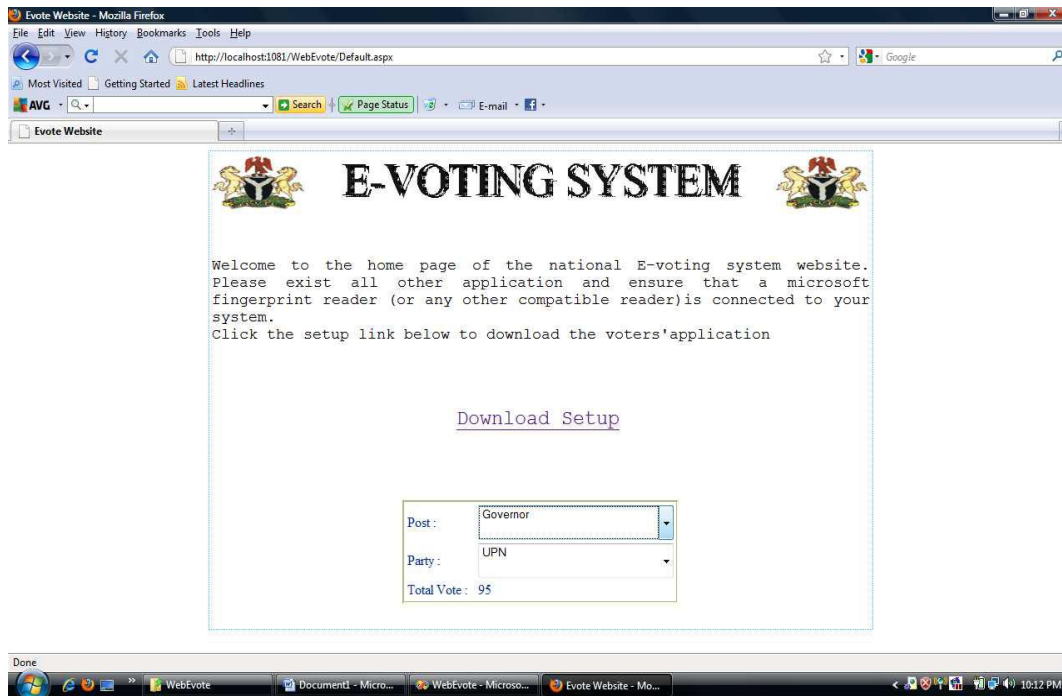 Evote Website - Mozilla Firefox
File Edit View History Bookmarks Tools Help
http://localhost:1081/WebEvote/Default.aspx
Google
Most Visited Getting Started Latest Headlines
AVG Search Page Status E-mail
Evote Website
E-VOTING SYSTEM
Welcome to the home page of the national E-voting system website.
Please exist all other application and ensure that a microsoft
fingerprint reader (or any other compatible reader)is connected to your
system.
Click the setup link below to download the voters'application
Download Setup
Post : Governor
Party : UPN
Total Vote : 95
Done
WebEvote Document1 - Micro... WebEvote - Microso... Evote Website - Mo... 10:12 PM